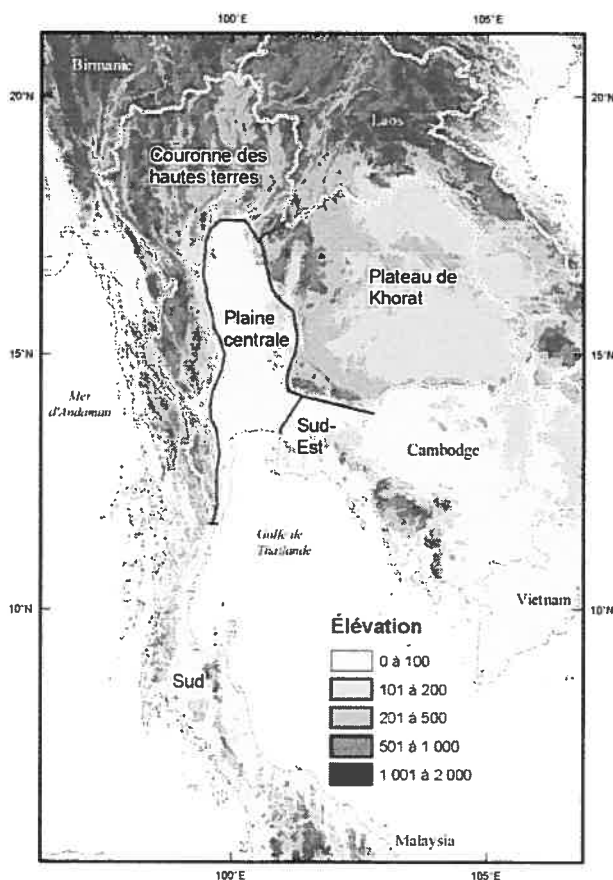 100°E
105°E
20°N
20°N
Birmanie
Laos
Couronne des
hautes terres
Plateau de
Khorat
Plaine
centrale
15°N
15°N
Mer
d'Andaman
Sud-
Est
Cambodge
Golfe de
Thaïlande
Vietnam
10°N
10°N
Élévation
0 à 100
101 à 200
201 à 500
501 à 1 000
1 001 à 2 000
Sud
Malaysia
100°E
105°E